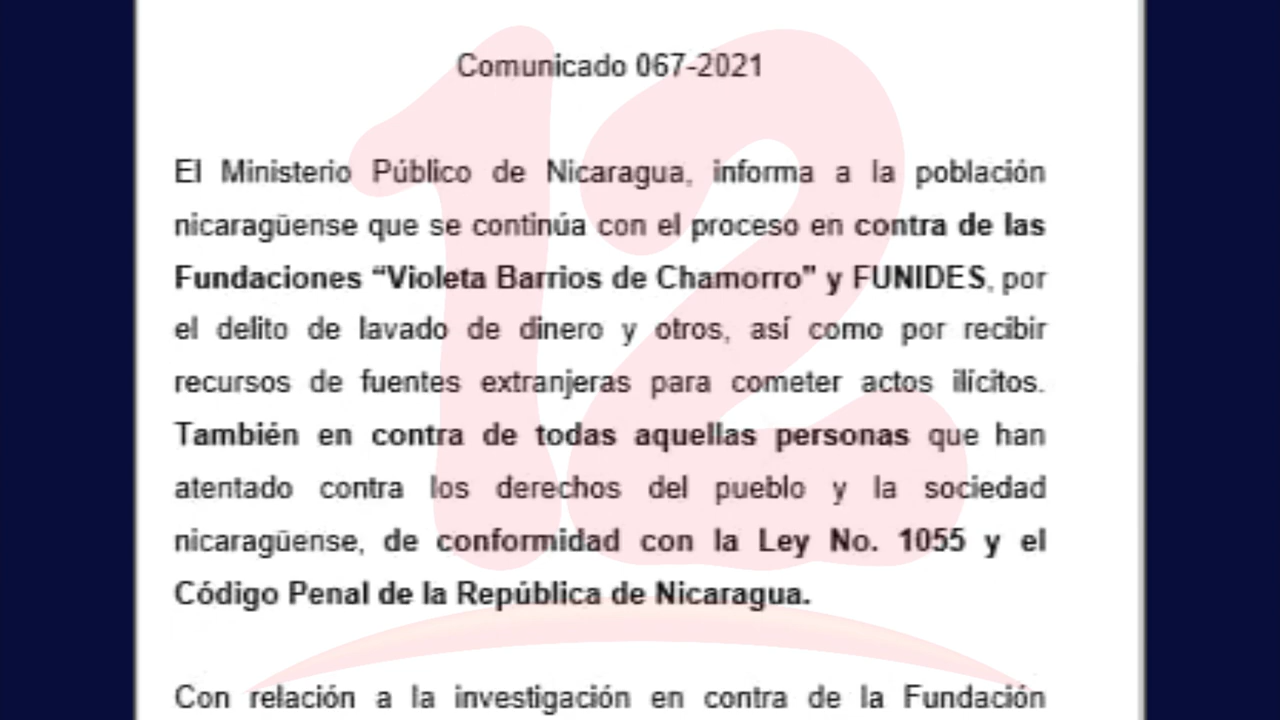 Comunicado 067-2021
El Ministerio Público de Nicaragua, informa a la población
nicaragüense que se continúa con el proceso en contra de las
Fundaciones “Violeta Barrios de Chamorro” y FUNIDES, por
el delito de lavado de dinero y otros, así como por recibir
recursos de fuentes extranjeras para cometer actos ilícitos.
También en contra de todas aquellas personas que han
atentado contra los derechos del pueblo y la sociedad
nicaragüense, de conformidad con la Ley No. 1055 y el
Código Penal de la República de Nicaragua.
Con relación a la investigación en contra de la Fundación
12